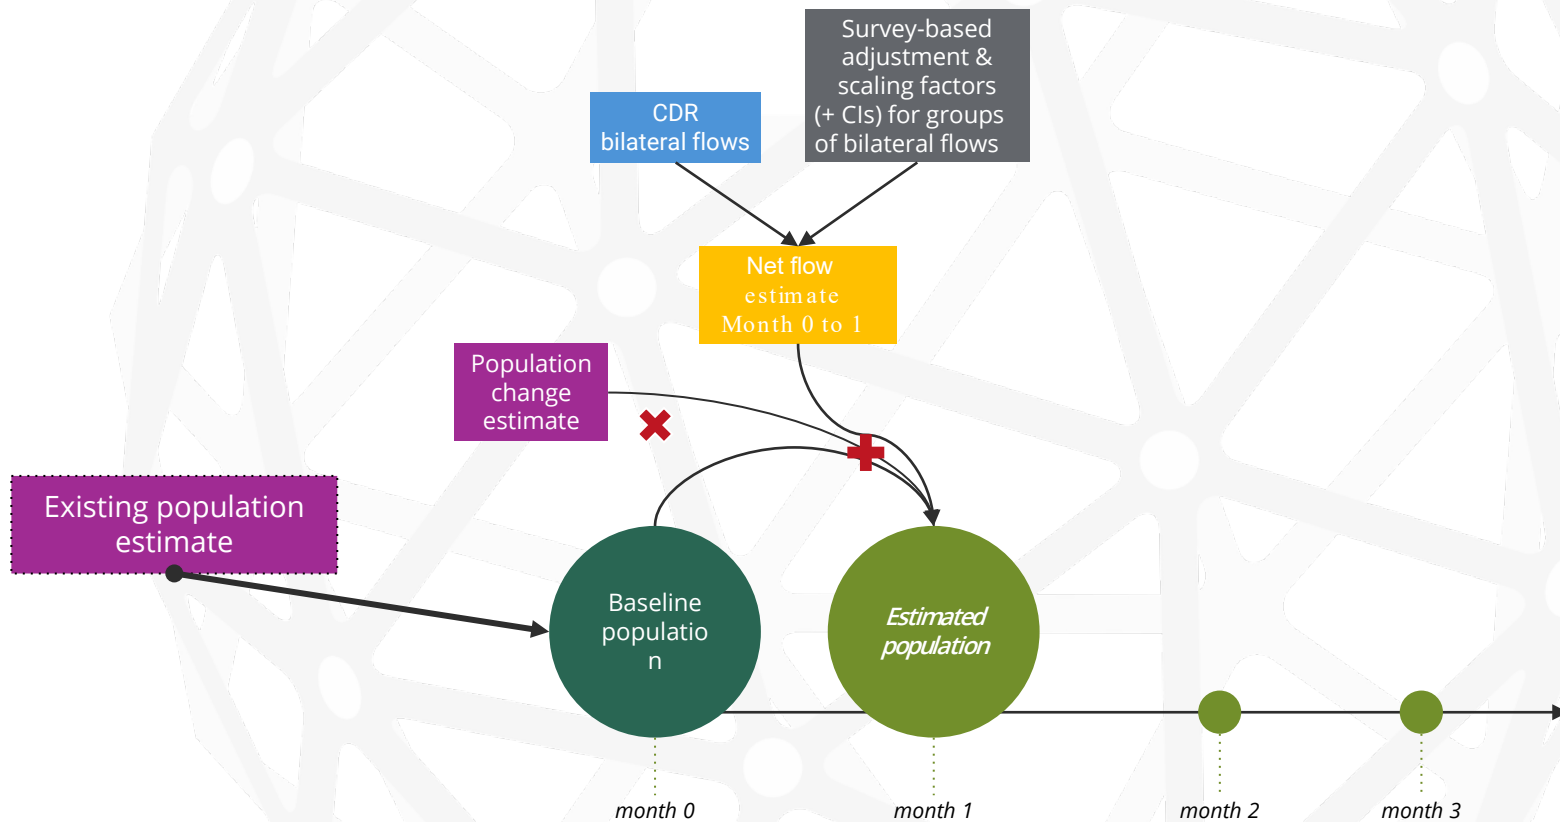 Survey-based
adjustment &
scaling factors
(+ CIs) for groups
of bilateral flows
CDR
bilateral flows
Net flow
estimate
Month 0 to 1
Population
change
estimate
Existing population
estimate
Baseline
populatio
n
Estimated
population
month 0
month 1
month 2
month 3